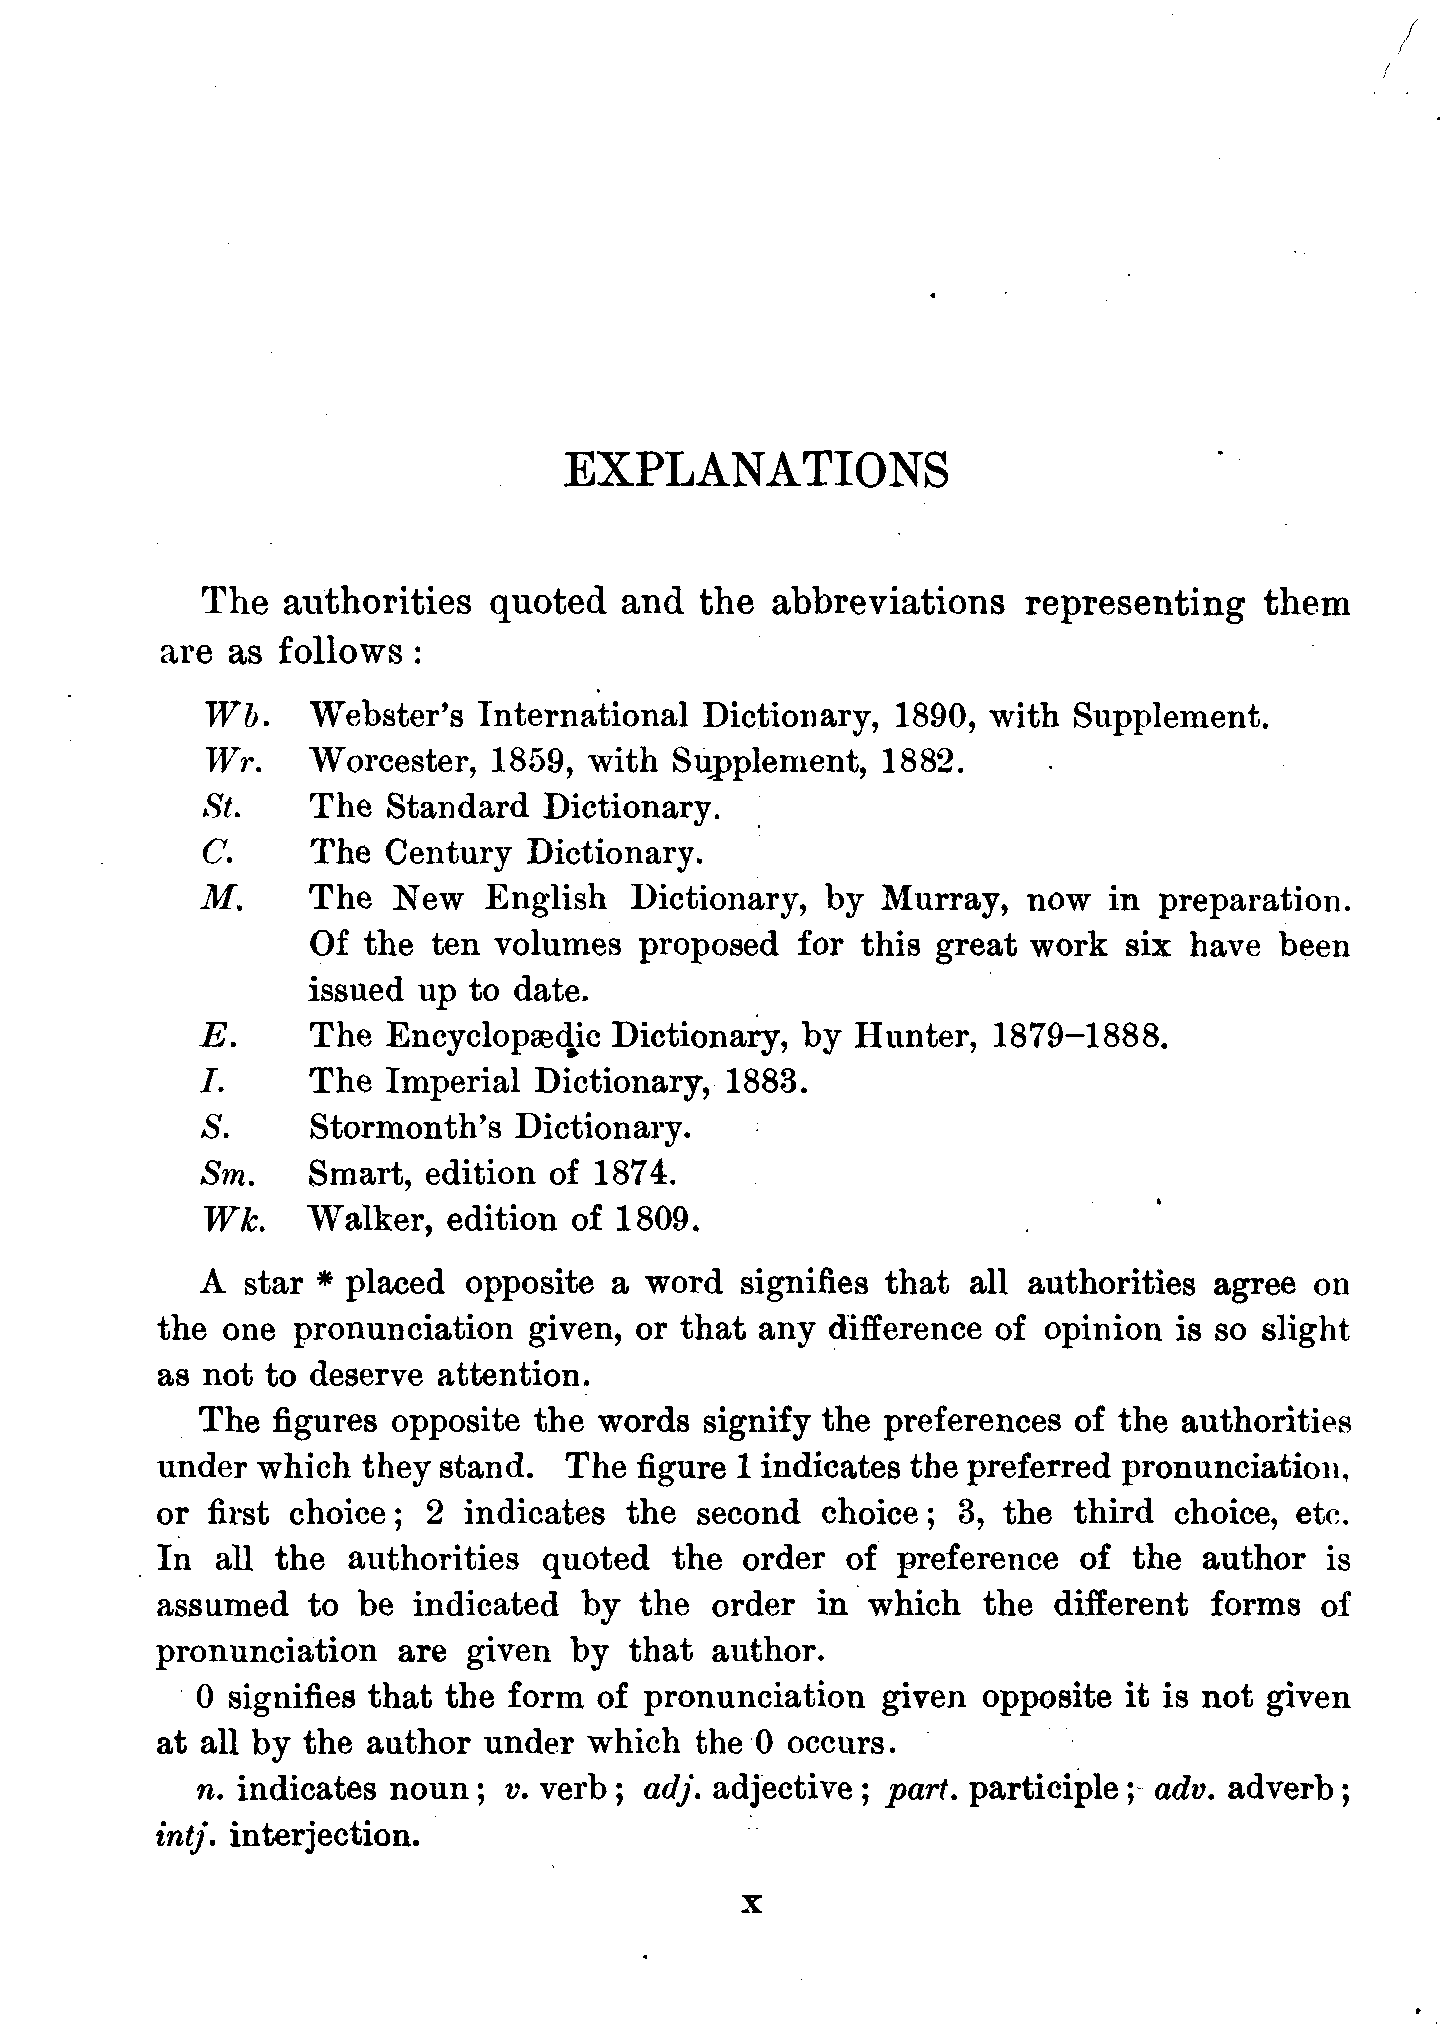 EXPLANATIONS
The authorities quoted and the abbreviations representing them
are as follows :
Wb. Webster's International Dictionary, 1890, with Supplement.
Wr. Worcester, 1859, with Supplement, 1882.
St. The Standard Dictionary.
C. The Century Dictionary.
M. The New English Dictionary, by Murray, now in preparation.
Of the ten volumes proposed for this great work six have been
issued up to date.
E. The Encyclopædic Dictionary, by Hunter, 1879–1888.
I. The Imperial Dictionary, 1883.
S. Stormonth's Dictionary.
Sm. Smart, edition of 1874.
Wk. Walker, edition of 1809.
A star * placed opposite a word signifies that all authorities agree on
the one pronunciation given, or that any difference of opinion is so slight
as not to deserve attention.
The figures opposite the words signify the preferences of the authorities
under which they stand. The figure 1 indicates the preferred pronunciation,
or first choice; 2 indicates the second choice; 3, the third choice, etc.
In all the authorities quoted the order of preference of the author is
assumed to be indicated by the order in which the different forms of
pronunciation are given by that author.
0 signifies that the form of pronunciation given opposite it is not given
at all by the author under which the 0 occurs.
n. indicates noun; v. verb; adj. adjective; part. participle; adv. adverb;
intj. interjection.
x